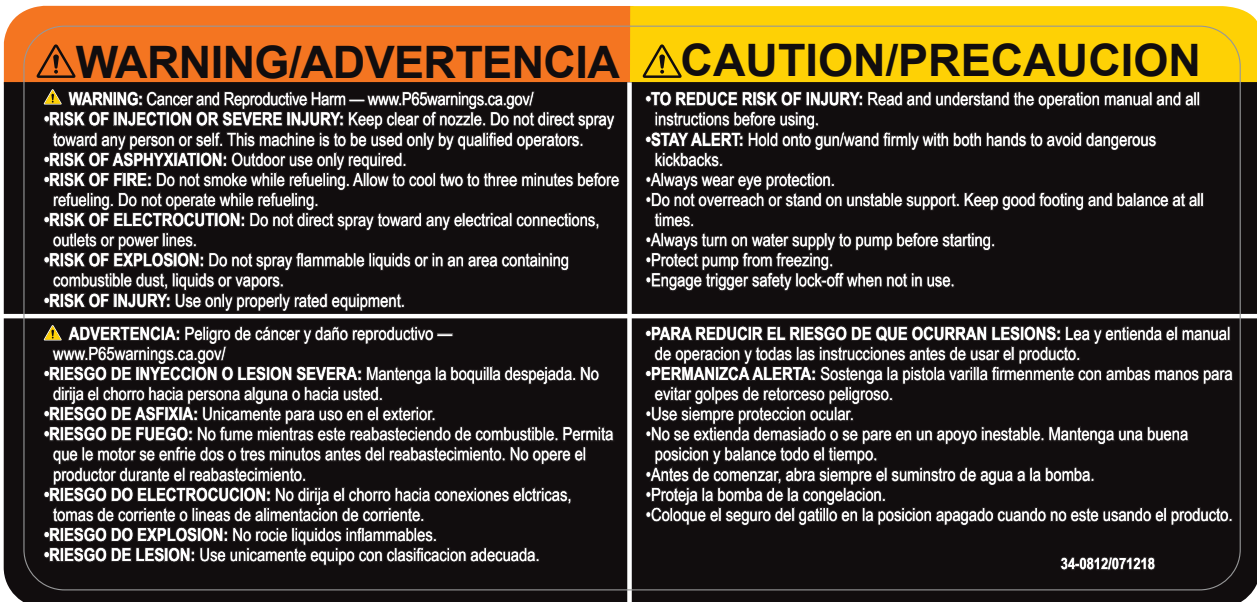 ⚠WARNING/ADVERTENCIA
⚠ WARNING: Cancer and Reproductive Harm — www.P65warnings.ca.gov/
•RISK OF INJECTION OR SEVERE INJURY: Keep clear of nozzle. Do not direct spray
toward any person or self. This machine is to be used only by qualified operators.
•RISK OF ASPHYXIATION: Outdoor use only required.
•RISK OF FIRE: Do not smoke while refueling. Allow to cool two to three minutes before
refueling. Do not operate while refueling.
•RISK OF ELECTROCUTION: Do not direct spray toward any electrical connections,
outlets or power lines.
•RISK OF EXPLOSION: Do not spray flammable liquids or in an area containing
combustible dust, liquids or vapors.
•RISK OF INJURY: Use only properly rated equipment.
⚠CAUTION/PRECAUCION
•TO REDUCE RISK OF INJURY: Read and understand the operation manual and all
instructions before using.
•STAY ALERT: Hold onto gun/wand firmly with both hands to avoid dangerous
kickbacks.
•Always wear eye protection.
•Do not overreach or stand on unstable support. Keep good footing and balance at all
times.
•Always turn on water supply to pump before starting.
•Protect pump from freezing.
•Engage trigger safety lock-off when not in use.
⚠ ADVERTENCIA: Peligro de cáncer y daño reproductivo —
www.P65warnings.ca.gov/
•RIESGO DE INYECCIÓN O LESION SEVERA: Mantenga la boquilla despejada. No
dirija el chorro hacia persona alguna o hacia usted.
•RIESGO DE ASFIXIA: Unicamente para uso en el exterior.
•RIESGO DE FUEGO: No fume mientras este reabasteciendo de combustible. Permita
que le motor se enfrie dos o tres minutos antes del reabastecimiento. No opere el
productor durante el reabastecimiento.
•RIESGO DO ELECTROCUCION: No dirija el chorro hacia conexiones elctricas,
tomas de corriente o lineas de alimentacion de corriente.
•RIESGO DO EXPLOSION: No rocie liquidos inflammables.
•RIESGO DE LESION: Use unicamente equipo con clasificacion adecuada.
•PARA REDUCIR EL RIESGO DE QUE OCURRAN LESIONS: Lea y entienda el manual
de operacion y todas las instrucciones antes de usar el producto.
•PERMANIZCA ALERTA: Sostenga la pistola varilla firmenmente con ambas manos para
evitar golpes de retorceso peligroso.
•Use siempre proteccion ocular.
•No se extienda demasiado o se pare en un apoyo inestable. Mantenga una buena
posicion y balance todo el tiempo.
•Antes de comenzar, abra siempre el suminstro de agua a la bomba.
•Proteja la bomba de la congelacion.
•Coloque el seguro del gatillo en la posicion apagado cuando no este usando el producto.
34-0812/071218